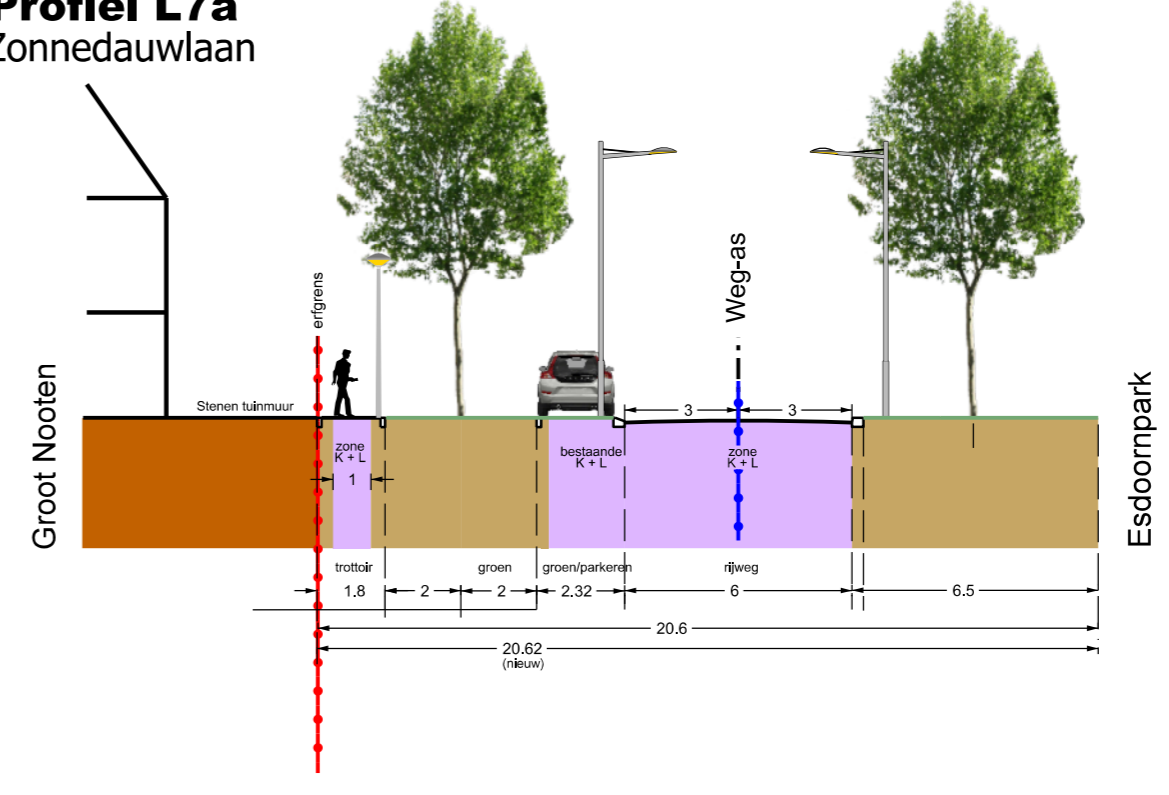 Profiel L7a
Zonnedauwlaan
Weg-as
erfgrens
Groot Nooten
Esdoornpark
Stenen tuinmuur
3
3
zone
K + L
1
bestaande
K + L
zone
K + L
trottoir
groen
groen/parkeren
rijweg
1.8
2
2
2.32
6
6.5
20.6
20.62
(nieuw)